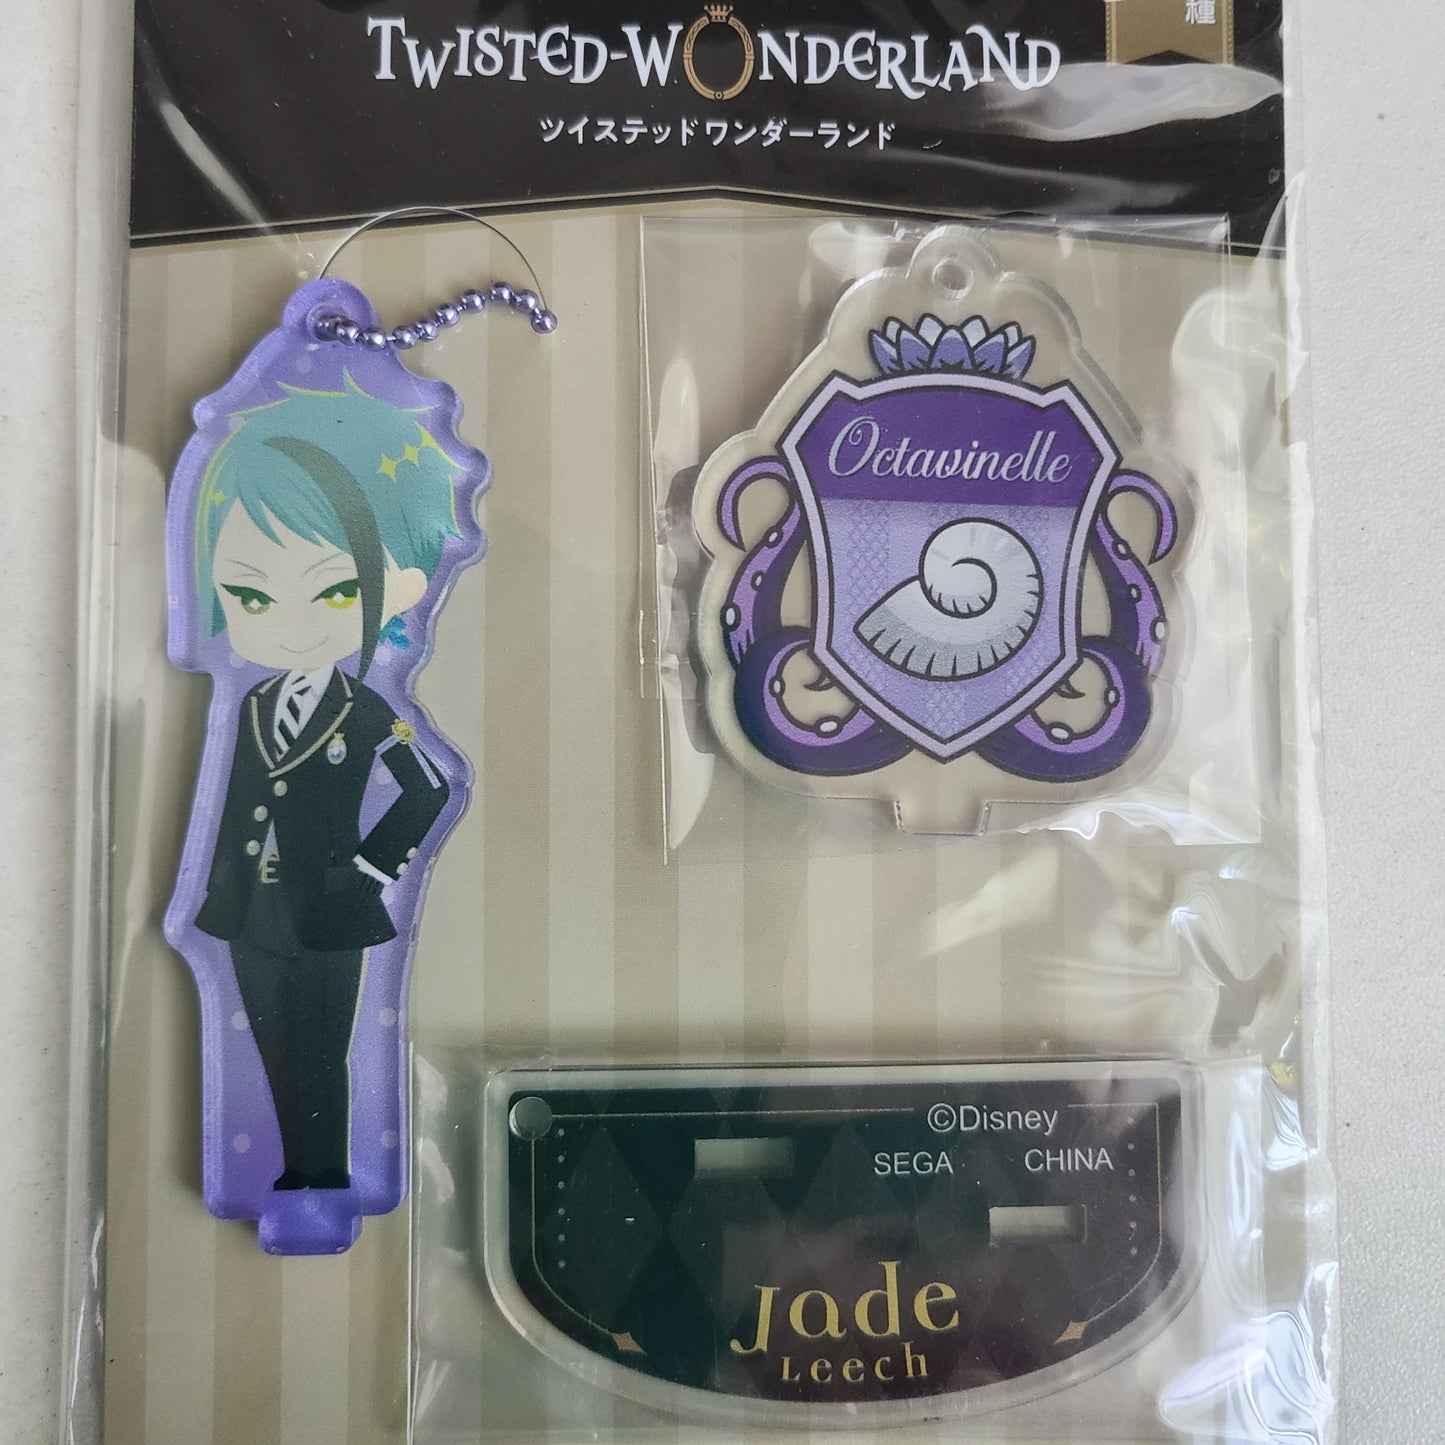 種
TWISTED-WONDERLAND
ツイステッドワンダーランド
Octavinelle
©Disney
SEGA CHINA
Jade
Leech